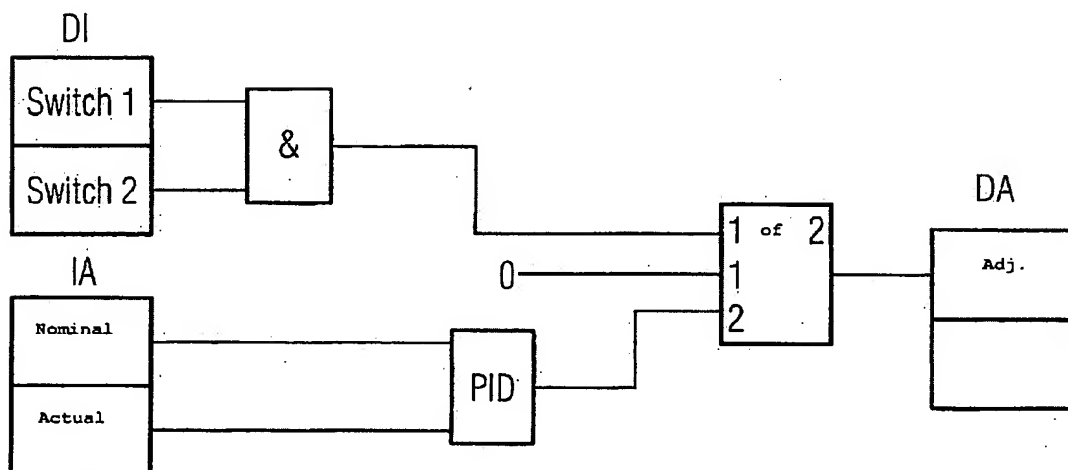 DI
Switch 1
Switch 2
&
IA
Nominal
Actual
PID
0
1 of 2
1
2
DA
Adj.